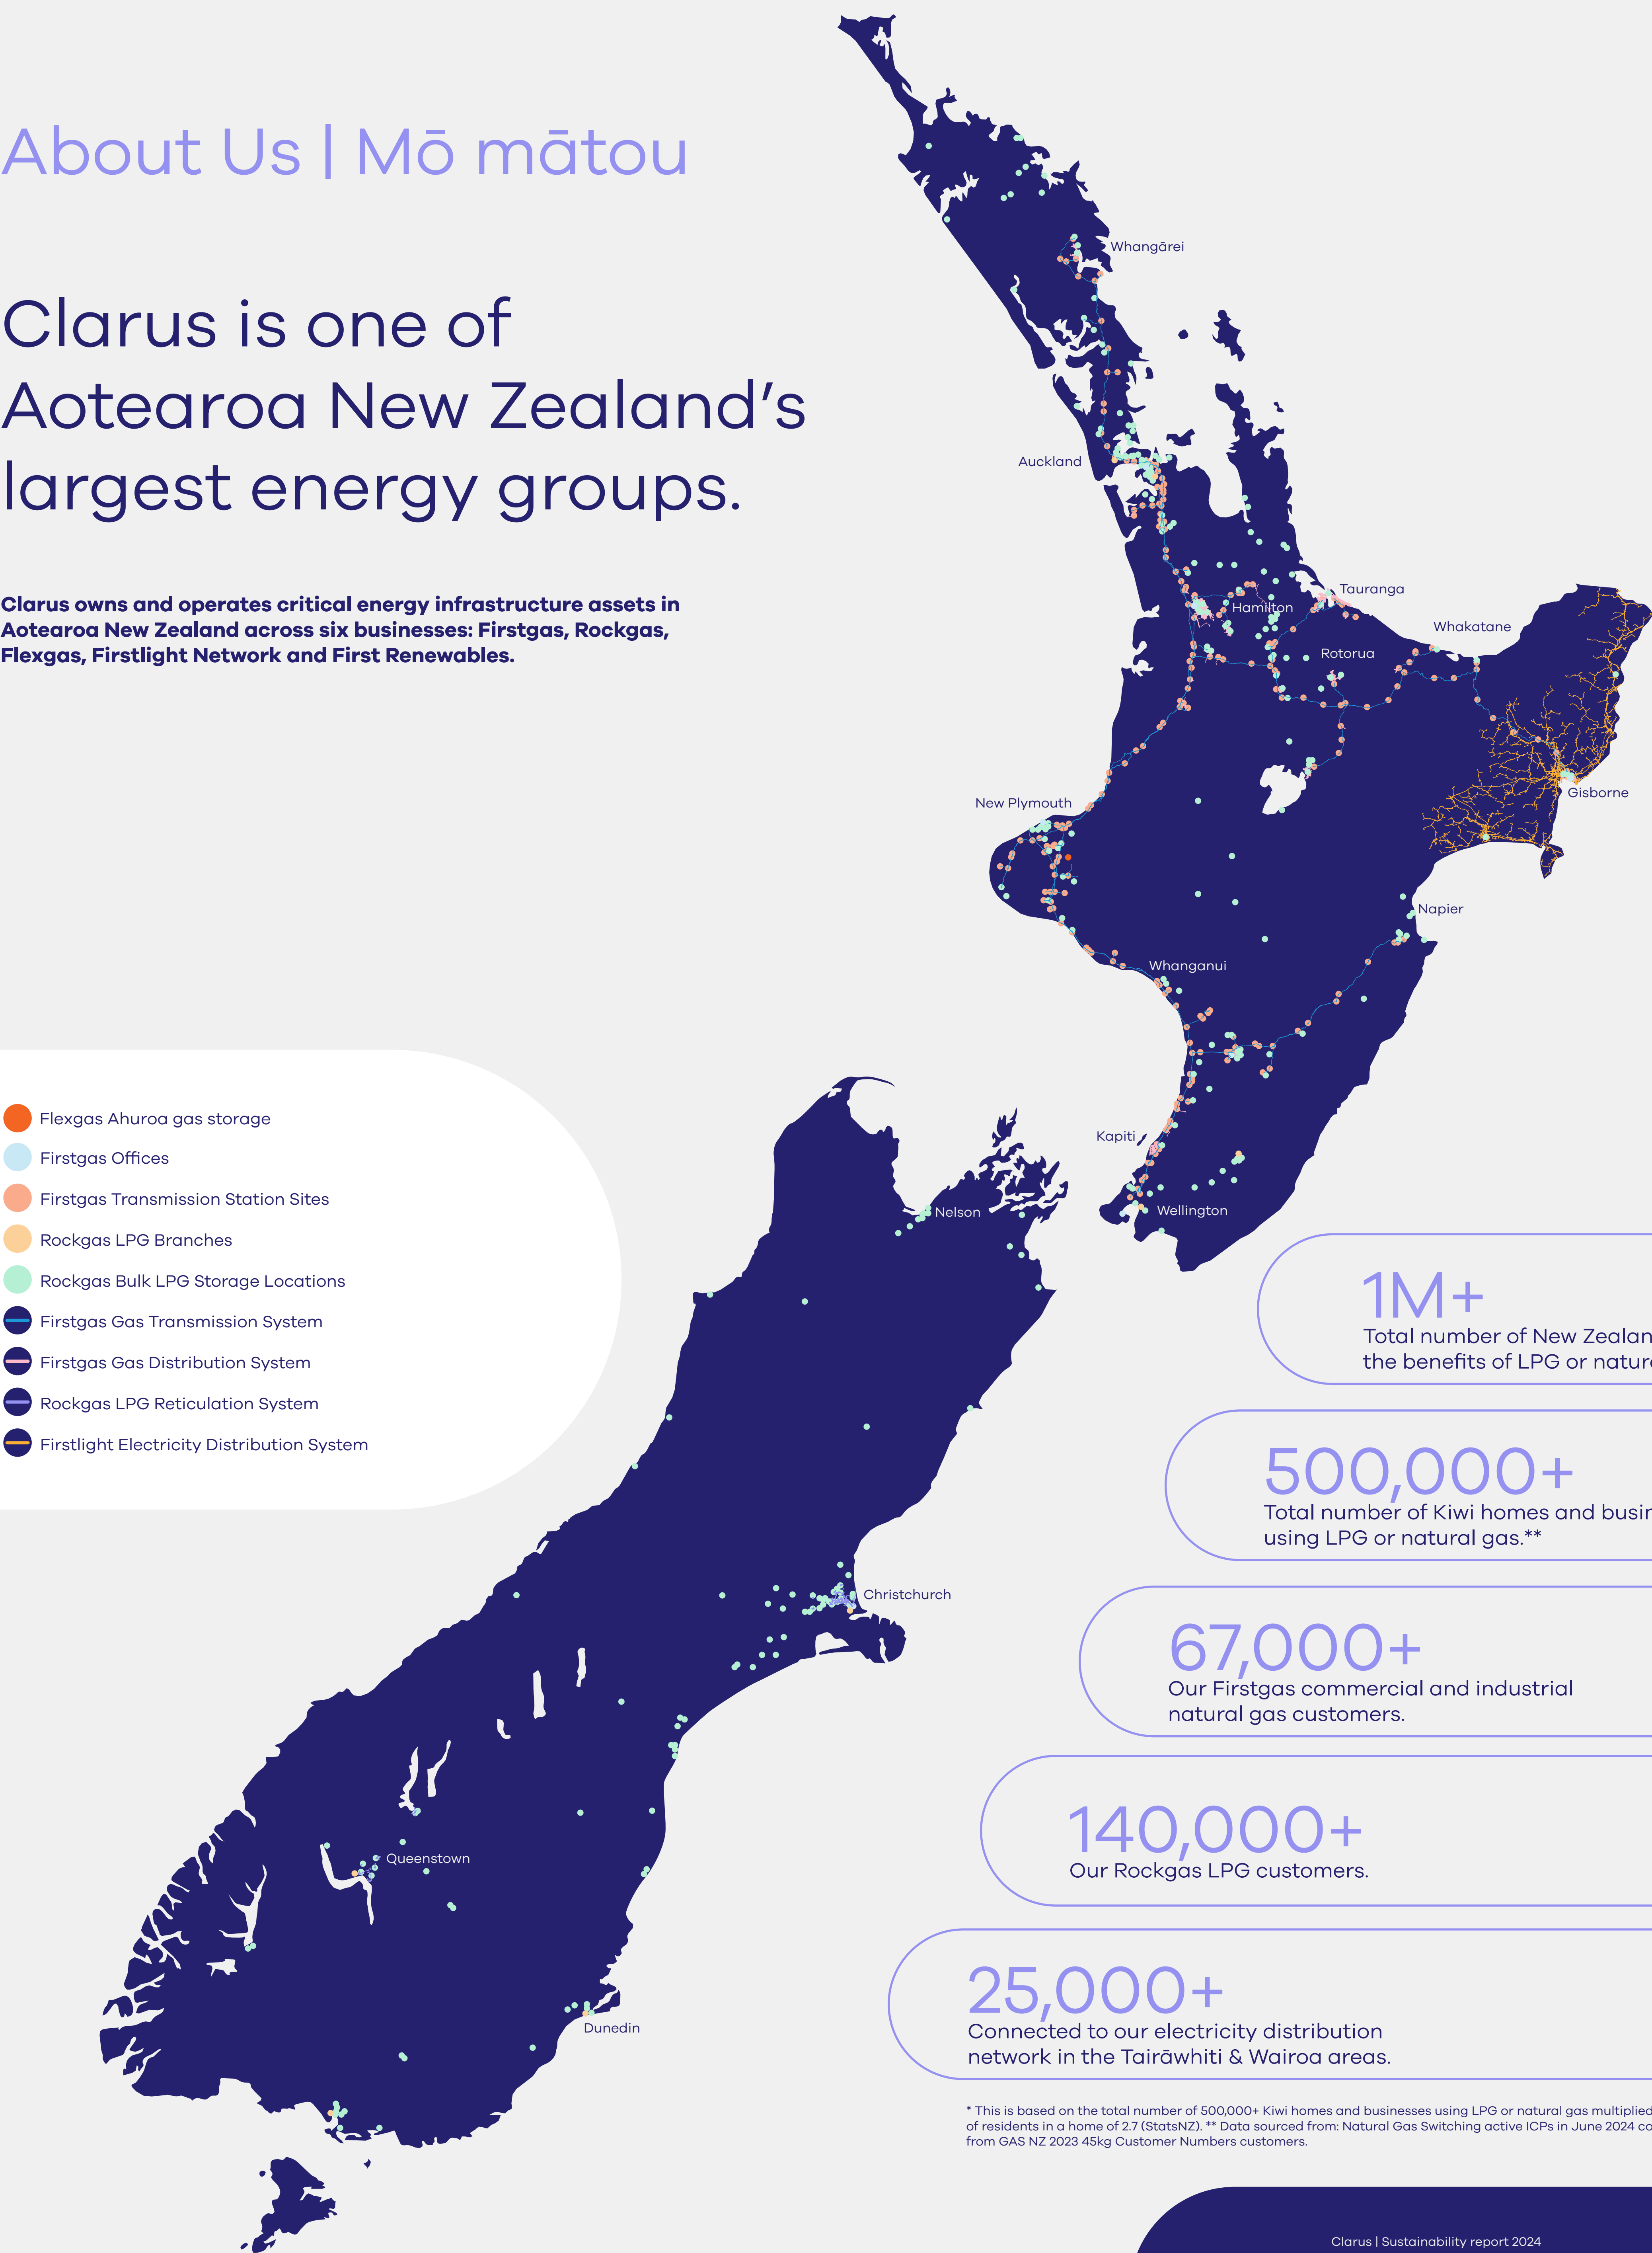 About Us | Mō mātou
Clarus is one of
Aotearoa New Zealand's
largest energy groups.
Clarus owns and operates critical energy infrastructure assets in
Aotearoa New Zealand across six businesses: Firstgas, Rockgas,
Flexgas, Firstlight Network and First Renewables.
Whangārei
Auckland
Tauranga
Hamilton
Whakatane
Rotorua
Gisborne
New Plymouth
Napier
Whanganui
Kapiti
Wellington
Nelson
Christchurch
Queenstown
Dunedin
Flexgas Ahuroa gas storage
Firstgas Offices
Firstgas Transmission Station Sites
Rockgas LPG Branches
Rockgas Bulk LPG Storage Locations
Firstgas Gas Transmission System
Firstgas Gas Distribution System
Rockgas LPG Reticulation System
Firstlight Electricity Distribution System
1M+
Total number of New
the benefits of LPG or
500,000+
Total number of Kiwi homes and
using LPG or natural gas.**
67,000+
Our Firstgas commercial and industrial
natural gas customers.
140,000+
Our Rockgas LPG customers.
25,000+
Connected to our electricity distribution
network in the Tairāwhiti & Wairoa areas.
* This is based on the total number of 500,000+ Kiwi homes and businesses using LPG or natural gas multiplied
of residents in a home of 2.7 (StatsNZ). ** Data sourced from: Natural Gas Switching active ICPs in June 2024
from GAS NZ 2023 45kg Customer Numbers customers.
Clarus | Sustainability report 2024